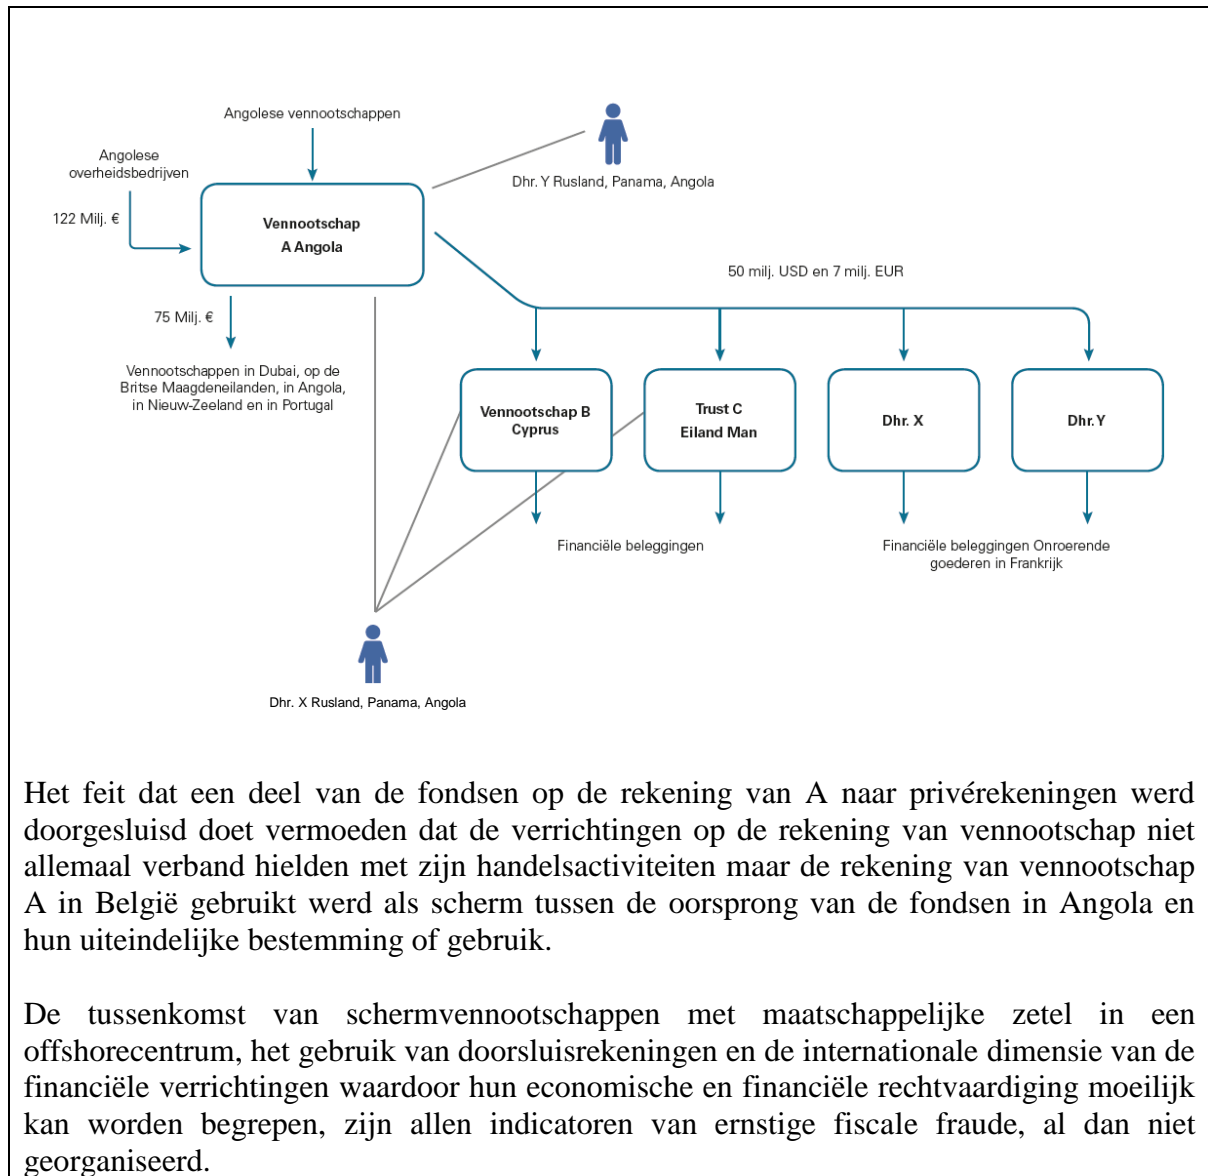 Angolese vennootschappen
Angolese
overheidsbedrijven
122 Milj. €
Vennootschap
A Angola
Dhr. Y Rusland, Panama, Angola
50 milj. USD en 7 milj. EUR
75 Milj. €
Vennootschappen in Dubai, op de
Britse Maagdeneilanden, in Angola,
in Nieuw-Zeeland en in Portugal
Vennootschap B
Cyprus
Trust C
Eiland Man
Dhr. X
Dhr. Y
Financiële beleggingen
Financiële beleggingen Onroerende
goederen in Frankrijk
Dhr. X Rusland, Panama, Angola
Het feit dat een deel van de fondsen op de rekening van A naar privérekeningen werd
doorgesluisd doet vermoeden dat de verrichtingen op de rekening van vennootschap niet
allemaal verband hielden met zijn handelsactiviteiten maar de rekening van vennootschap
A in België gebruikt werd als scherm tussen de oorsprong van de fondsen in Angola en
hun uiteindelijke bestemming of gebruik.
De tussenkomst van schermvennootschappen met maatschappelijke zetel in een
offshorecentrum, het gebruik van doorsluisrekeningen en de internationale dimensie van de
financiële verrichtingen waardoor hun economische en financiële rechtvaardiging moeilijk
kan worden begrepen, zijn allen indicatoren van ernstige fiscale fraude, al dan niet
georganiseerd.